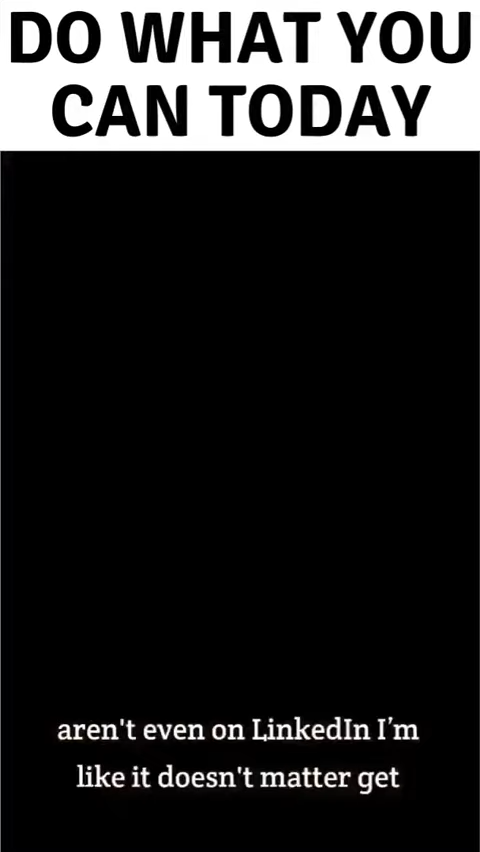 DO WHAT YOU
CAN TODAY
aren't even on LinkedIn I’m
like it doesn't matter get